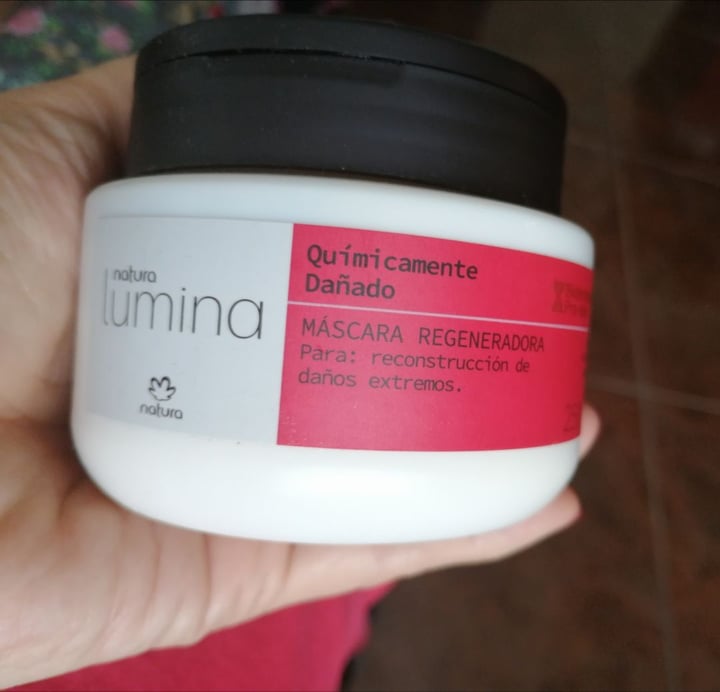 natura
lumina
natura
Químicamente
Dañado
MÁSCARA REGENERADORA
Para: reconstrucción de
daños extremos.